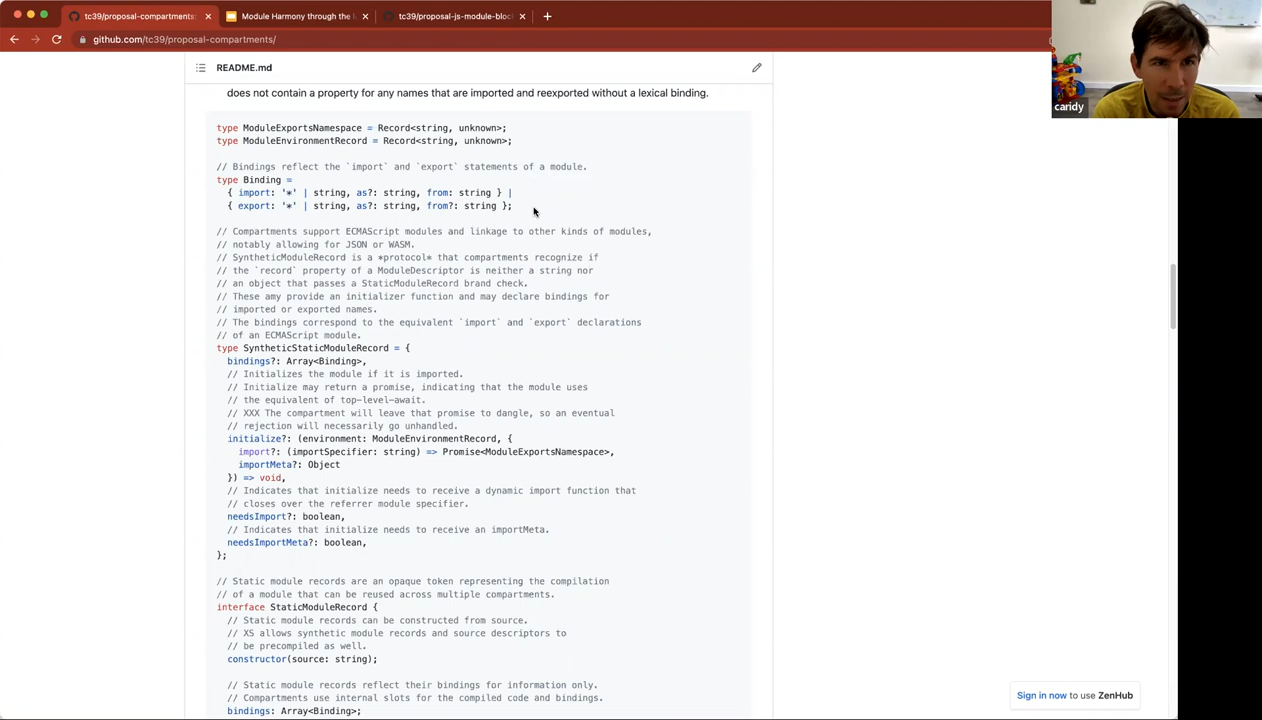 tc39/proposal-compartments:
Module Harmony through the l
tc39/proposal-js-module-bloc
github.com/tc39/proposal-compartments/
README.md
does not contain a property for any names that are imported and reexported without a lexical binding.
type ModuleExportsNamespace = Record<string, unknown>;
type ModuleEnvironmentRecord = Record<string, unknown>;
// Bindings reflect the `import` and `export` statements of a module.
type Binding =
{ import: '*' | string, as?: string, from: string } |
{ export: '*' | string, as?: string, from?: string };
// Compartments support ECMAScript modules and linkage to other kinds of modules,
// notably allowing for JSON or WASM.
// SyntheticModuleRecord is a *protocol* that compartments recognize if
// the `record` property of a ModuleDescriptor is neither a string nor
// an object that passes a StaticModuleRecord brand check.
// These amy provide an initializer function and may declare bindings for
// imported or exported names.
// The bindings correspond to the equivalent `import` and `export` declarations
// of an ECMAScript module.
type SyntheticStaticModuleRecord = {
bindings?: Array<Binding>,
// Initializes the module if it is imported.
// Initialize may return a promise, indicating that the module uses
// the equivalent of top-level-await.
// XXX The compartment will leave that promise to dangle, so an eventual
// rejection will necessarily go unhandled.
initialize?: (environment: ModuleEnvironmentRecord, {
import?: (importSpecifier: string) => Promise<ModuleExportsNamespace>,
importMeta?: Object
}) => void,
// Indicates that initialize needs to receive a dynamic import function that
// closes over the referrer module specifier.
needsImport?: boolean,
// Indicates that initialize needs to receive an importMeta.
needsImportMeta?: boolean,
};
// Static module records are an opaque token representing the compilation
// of a module that can be reused across multiple compartments.
interface StaticModuleRecord {
// Static module records can be constructed from source.
// XS allows synthetic module records and source descriptors to
// be precompiled as well.
constructor(source: string);
// Static module records reflect their bindings for information only.
// Compartments use internal slots for the compiled code and bindings.
bindings: Array<Binding>;
caridy
Sign in now to use ZenHub